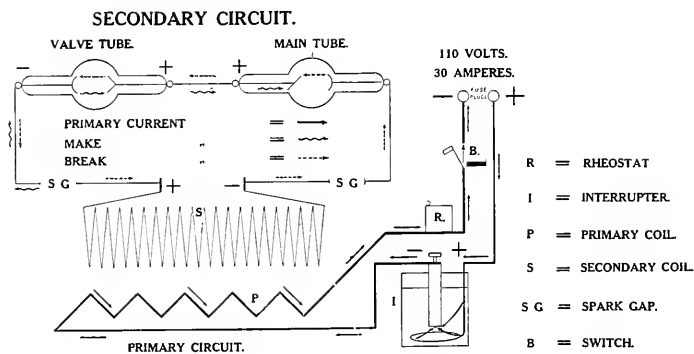 SECONDARY CIRCUIT.
VALVE TUBE.
MAIN TUBE.
110 VOLTS.
30 AMPERES.
− + + −
FUSE
PLUGS
− +
PRIMARY CURRENT =
MAKE " =
BREAK " =
B.
S G + − S G
S
R.
R = RHEOSTAT
I = INTERRUPTER.
P = PRIMARY COIL.
S = SECONDARY COIL.
S G = SPARK GAP.
B = SWITCH.
− +
P
I
PRIMARY CIRCUIT.